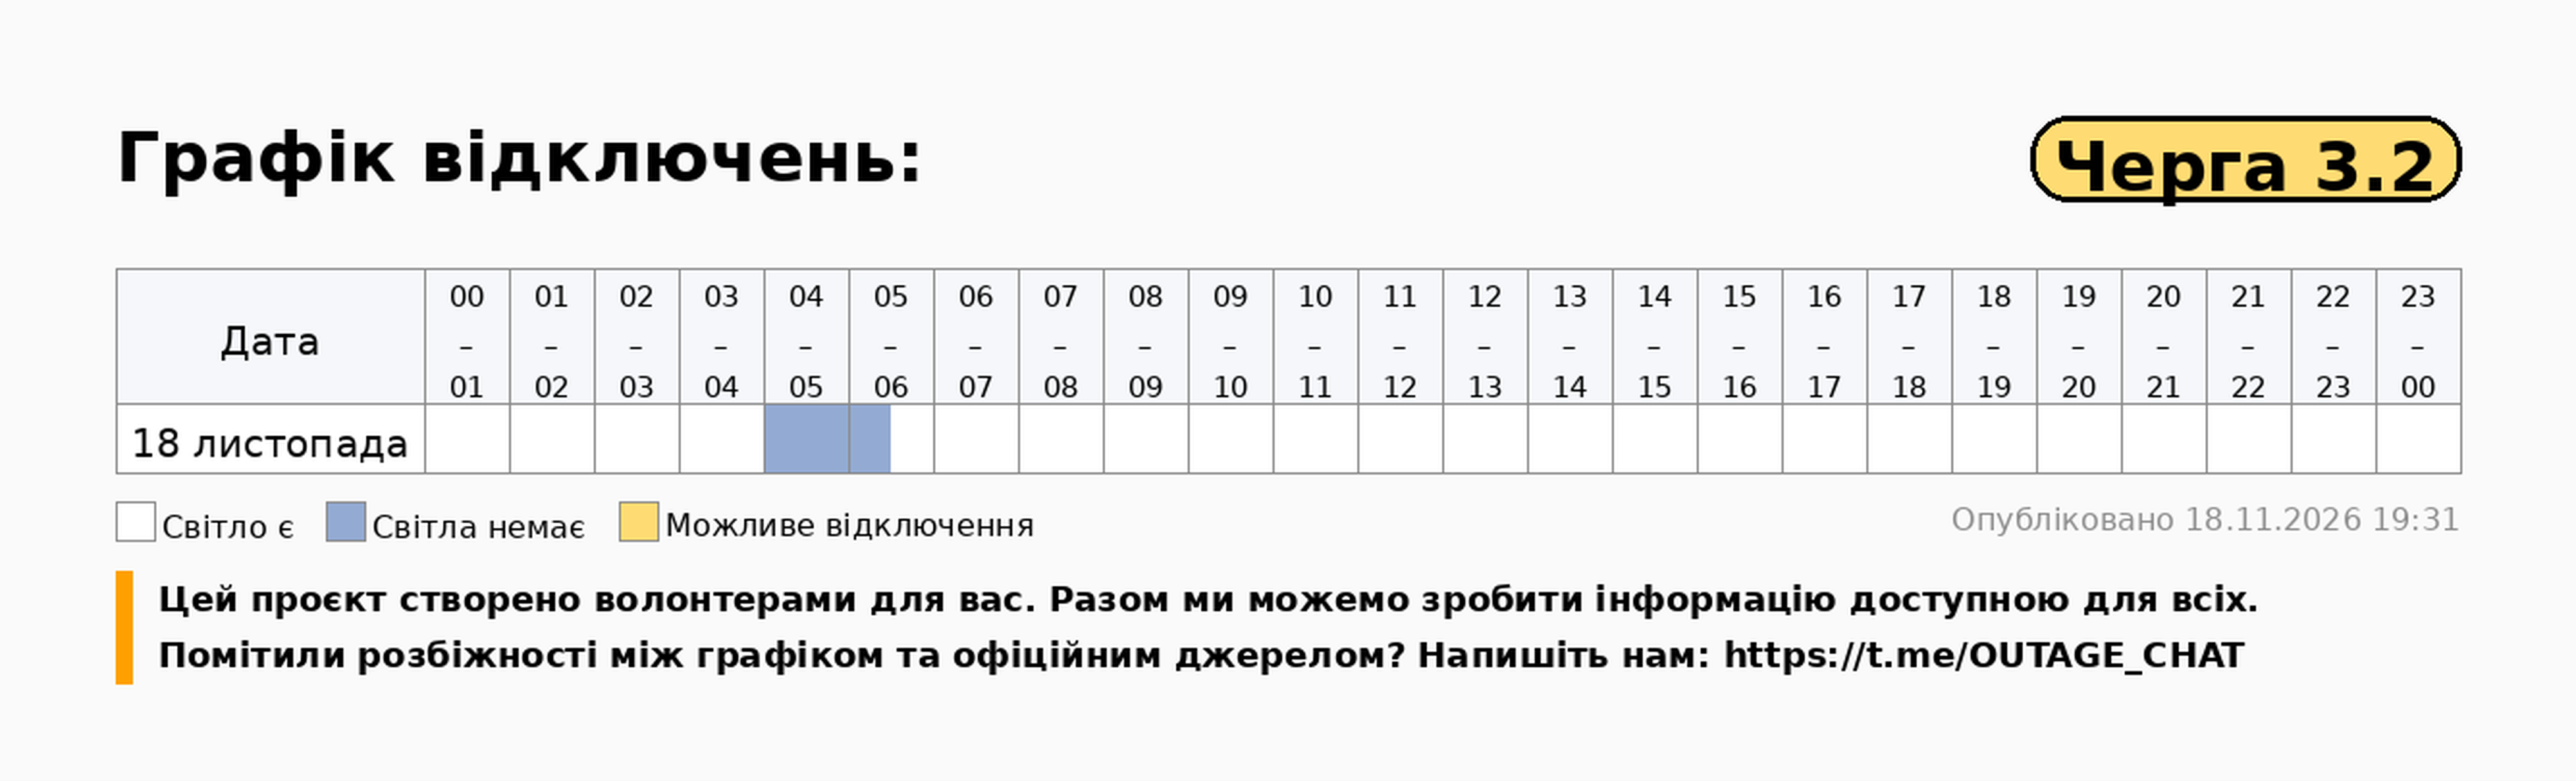 Графік відключень:
Черга 3.2
Дата
00 – 01
01 – 02
02 – 03
03 – 04
04 – 05
05 – 06
06 – 07
07 – 08
08 – 09
09 – 10
10 – 11
11 – 12
12 – 13
13 – 14
14 – 15
15 – 16
16 – 17
17 – 18
18 – 19
19 – 20
20 – 21
21 – 22
22 – 23
23 – 00
18 листопада
Світло є
Світла немає
Можливе відключення
Опубліковано 18.11.2026 19:31
Цей проєкт створено волонтерами для вас. Разом ми можемо зробити інформацію доступною для всіх.
Помітили розбіжності між графіком та офіційним джерелом? Напишіть нам: https://t.me/OUTAGE_CHAT